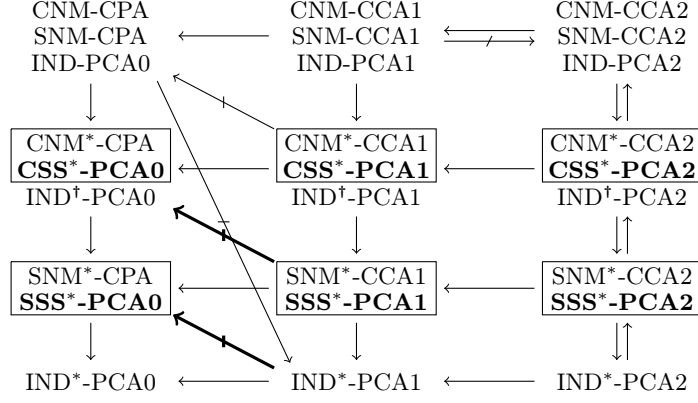 CNM-CPA CNM-CCA1 CNM-CCA2
SNM-CPA SNM-CCA1 SNM-CCA2
IND-PCA0 IND-PCA1 IND-PCA2
CNM*-CPA CNM*-CCA1 CNM*-CCA2
CSS*-PCA0 CSS*-PCA1 CSS*-PCA2
IND†-PCA0 IND†-PCA1 IND†-PCA2
SNM*-CPA SNM*-CCA1 SNM*-CCA2
SSS*-PCA0 SSS*-PCA1 SSS*-PCA2
IND*-PCA0 IND*-PCA1 IND*-PCA2